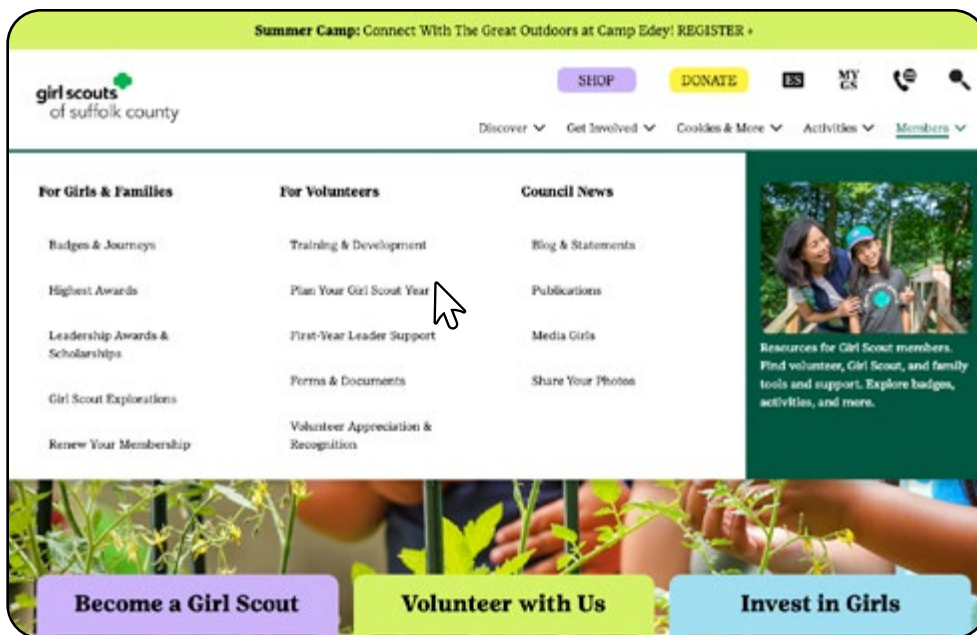 Summer Camp: Connect With The Great Outdoors at Camp Edey! REGISTER ›
girl scouts
of suffolk county
SHOP
DONATE
ES
MY
GS
Discover
Get Involved
Cookies & More
Activities
Members
For Girls & Families
Badges & Journeys
Highest Awards
Leadership Awards &
Scholarships
Girl Scout Explorations
Renew Your Membership
For Volunteers
Training & Development
Plan Your Girl Scout Year
First-Year Leader Support
Forms & Documents
Volunteer Appreciation &
Recognition
Council News
Blog & Statements
Publications
Media Girls
Share Your Photos
Resources for Girl Scout members.
Find volunteer, Girl Scout, and family
tools and support. Explore badges,
activities, and more.
Become a Girl Scout
Volunteer with Us
Invest in Girls